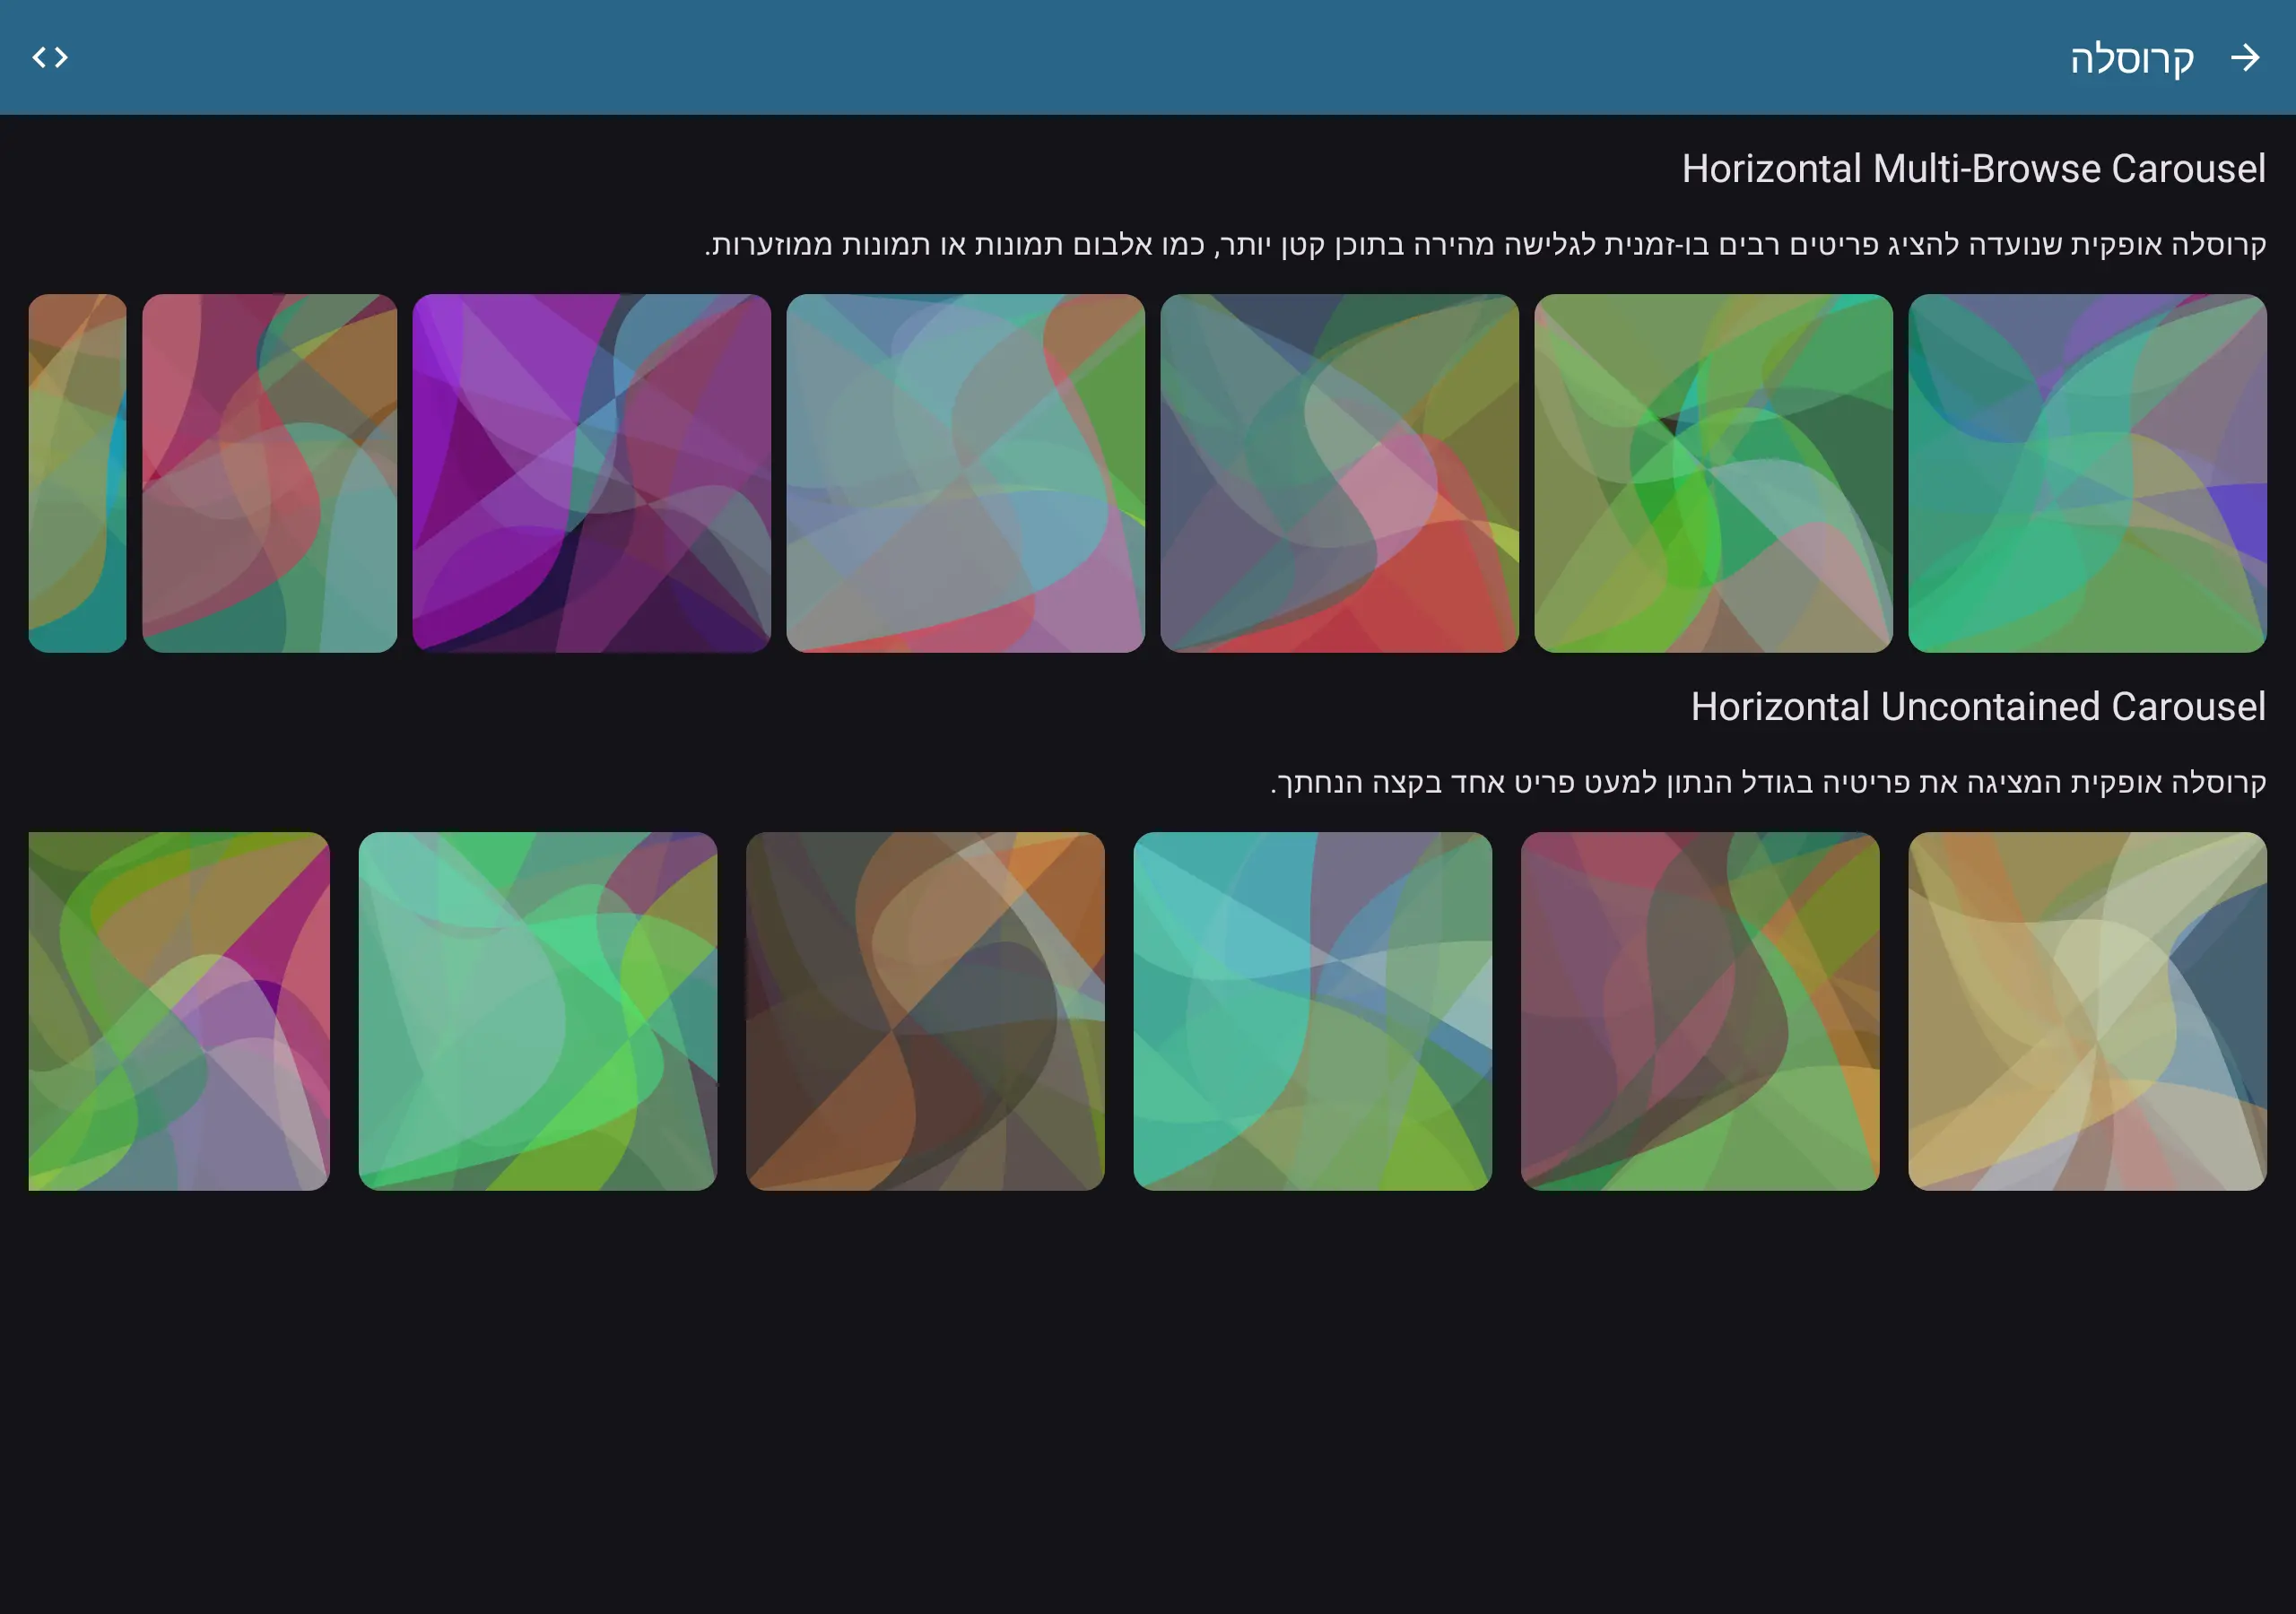 קרוסלה
Horizontal Multi-Browse Carousel
קרוסלה אופקית שנועדה להציג פריטים רבים בו-זמנית לגלישה מהירה בתוכן קטן יותר, כמו אלבום תמונות או תמונות ממוזערות.
Horizontal Uncontained Carousel
קרוסלה אופקית המציגה את פריטיה בגודל הנתון למעט פריט אחד בקצה הנחתך.